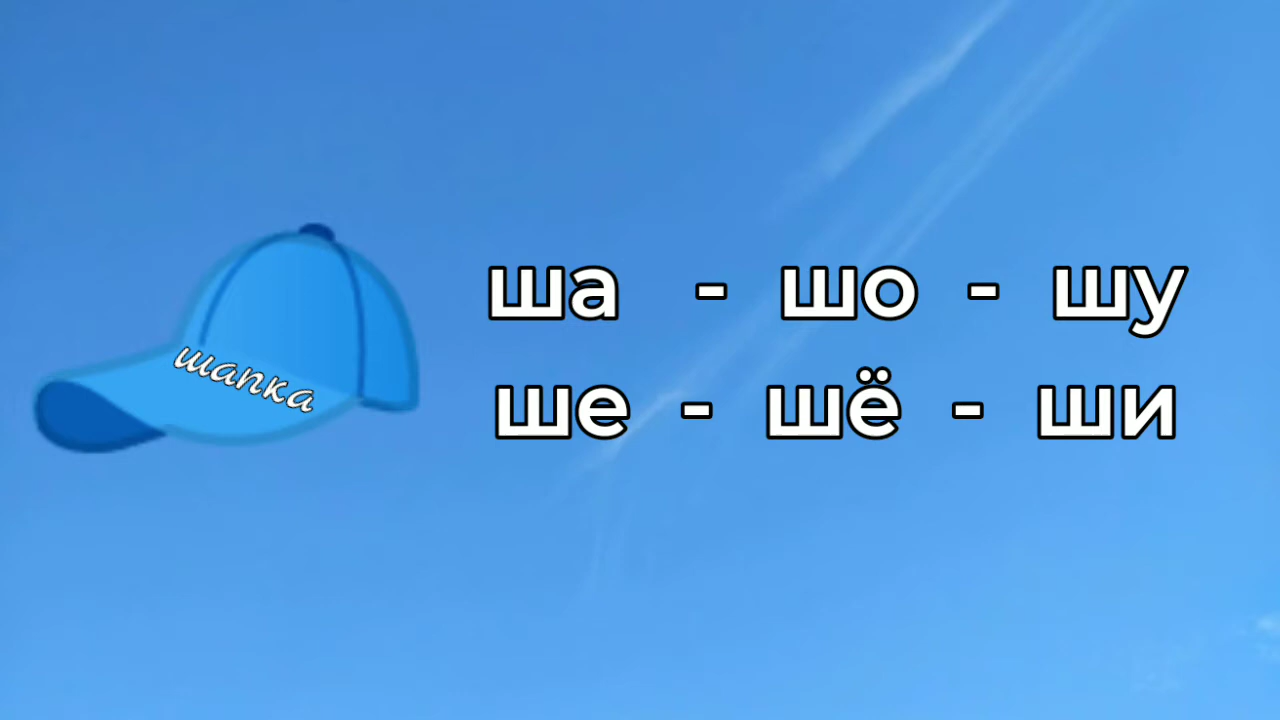 шапка
ша - шо - шу
ше - шё - ши